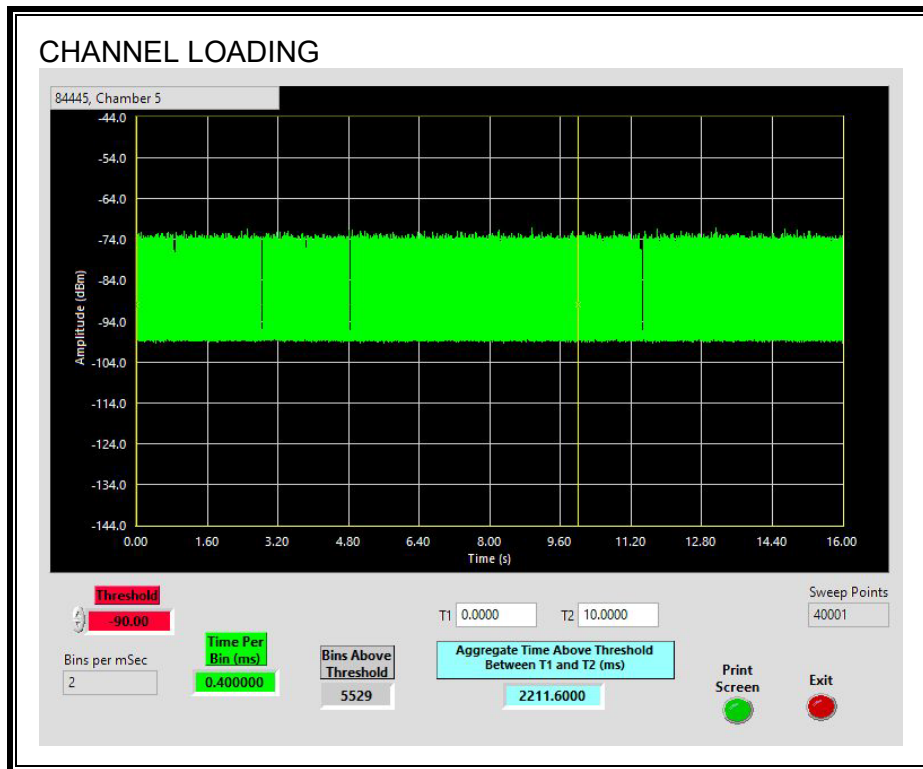 CHANNEL LOADING
84445, Chamber 5
-44.0
-54.0
-64.0
-74.0
-84.0
-94.0
-104.0
-114.0
-124.0
-134.0
-144.0
Amplitude (dBm)
0.00 1.60 3.20 4.80 6.40 8.00 9.60 11.20 12.80 14.40 16.00
Time (s)
Threshold
-90.00
Bins per mSec
2
Time Per
Bin (ms)
0.400000
Bins Above
Threshold
5529
T1 0.0000 T2 10.0000
Aggregate Time Above Threshold
Between T1 and T2 (ms)
2211.6000
Sweep Points
40001
Print
Screen
Exit